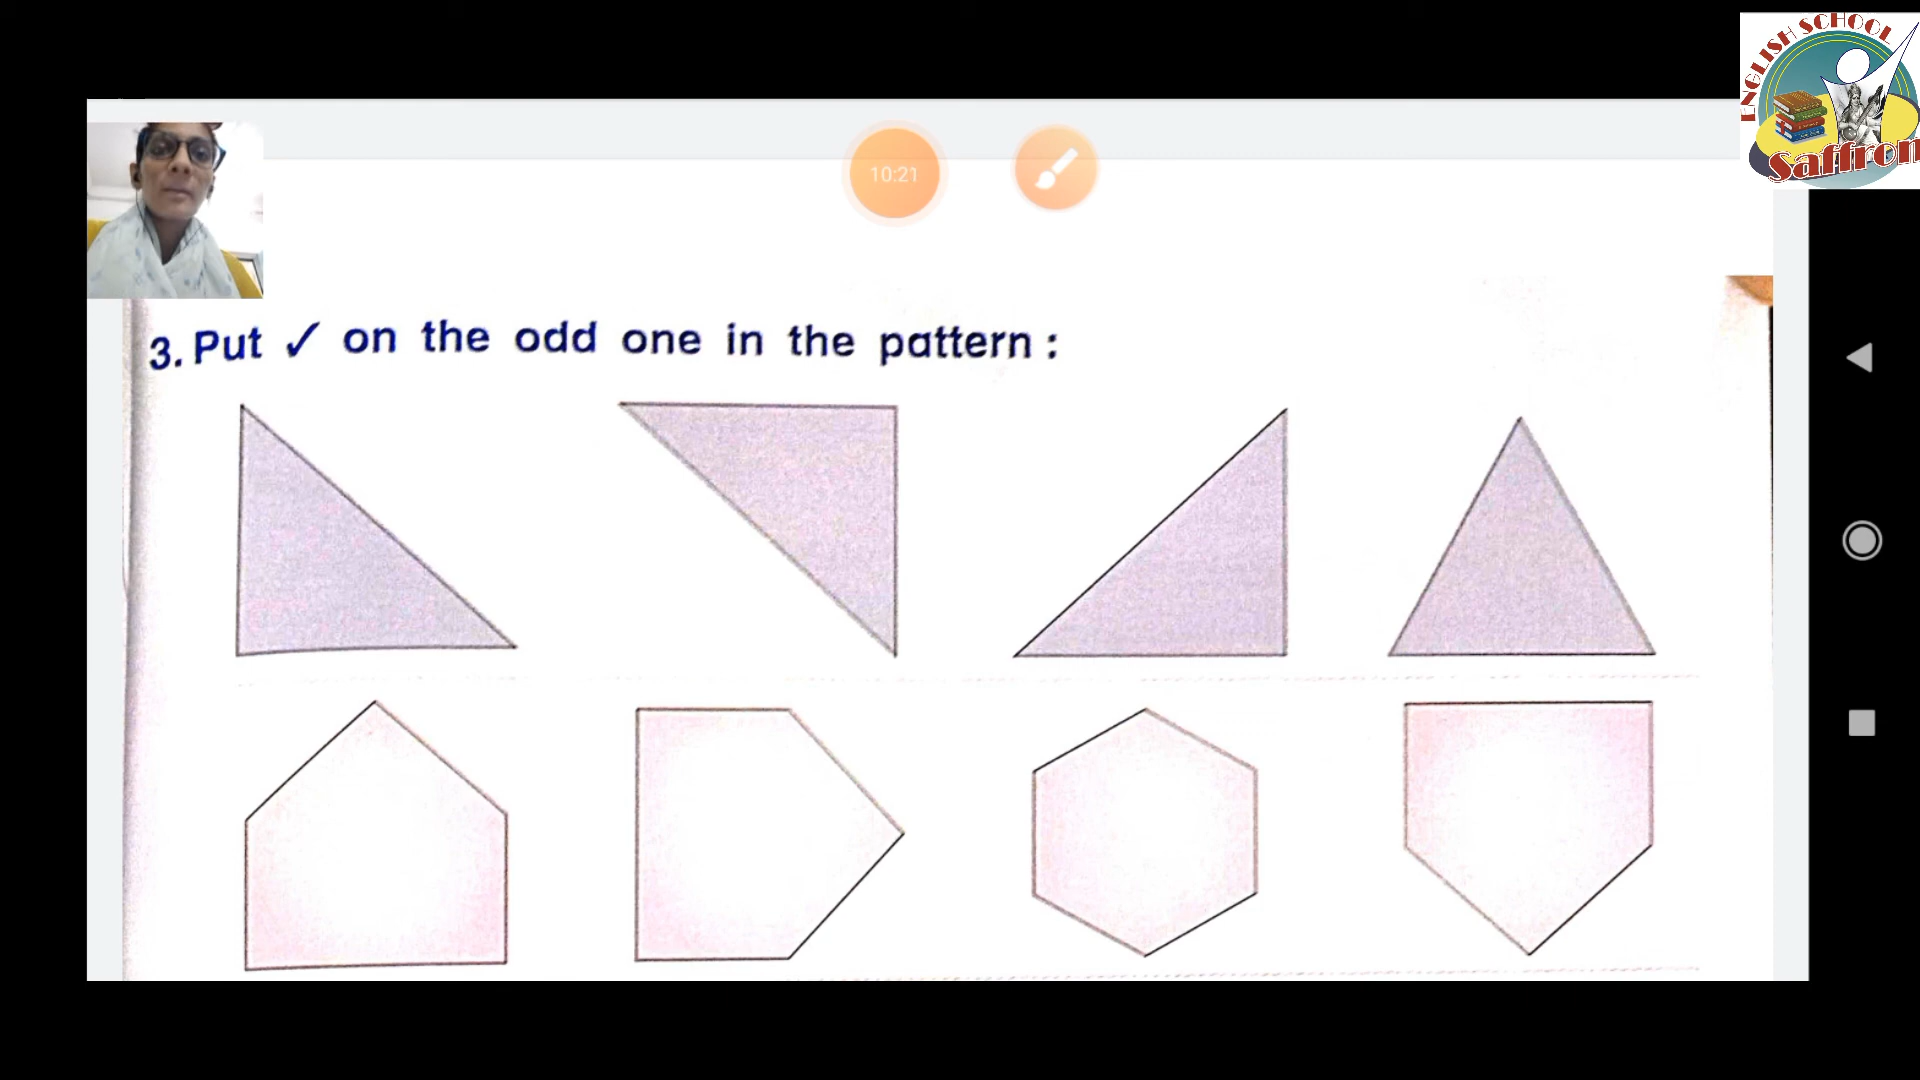 ENGLISH SCHOOL
Saffron
10:21
3. Put ✓ on the odd one in the pattern :